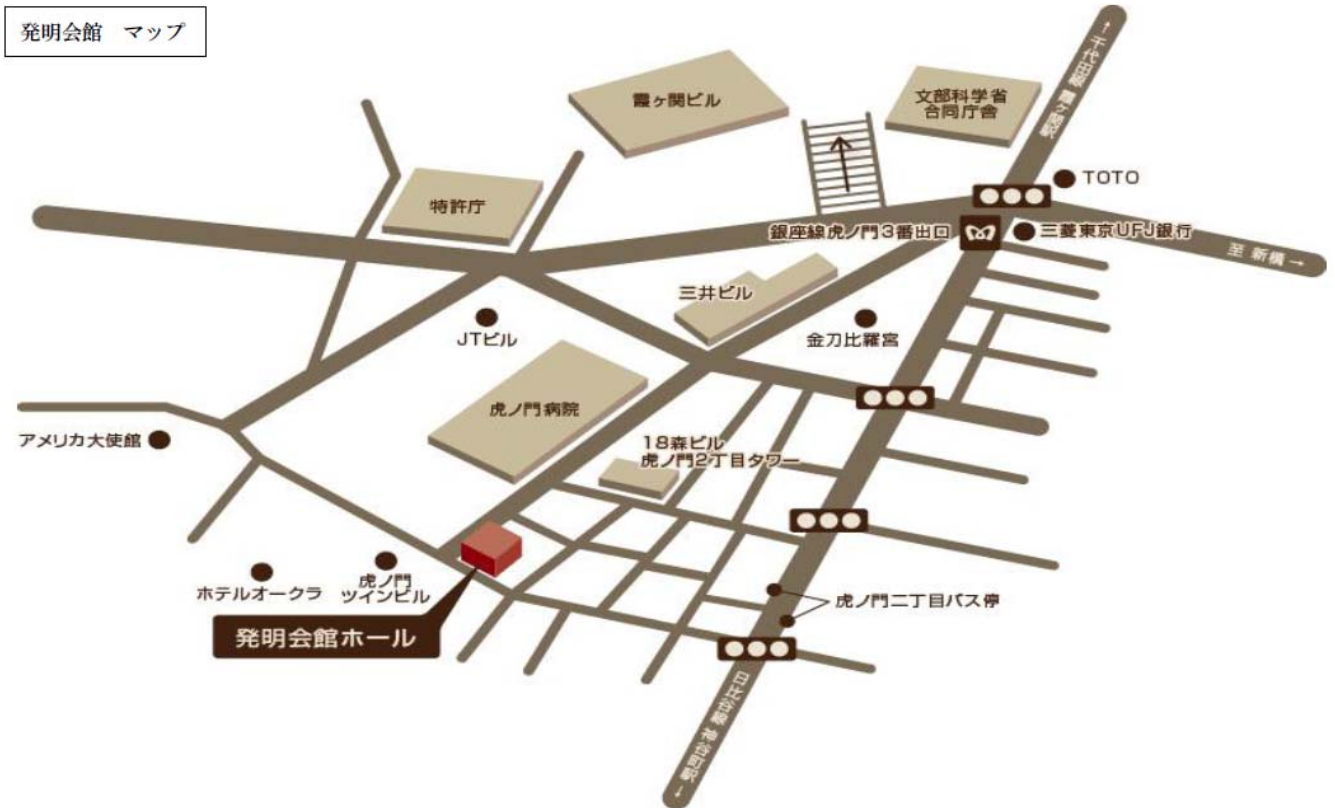 発明会館　マップ
霞ヶ関ビル
文部科学省
合同庁舎
←千代田線 霞ヶ関駅
特許庁
TOTO
銀座線虎ノ門3番出口
三菱東京UFJ銀行
至 新橋→
三井ビル
JTビル
金刀比羅宮
虎ノ門病院
アメリカ大使館
18森ビル
虎ノ門2丁目タワー
ホテルオークラ
虎ノ門
ツインビル
虎ノ門二丁目バス停
発明会館ホール
日比谷線 神谷町駅→